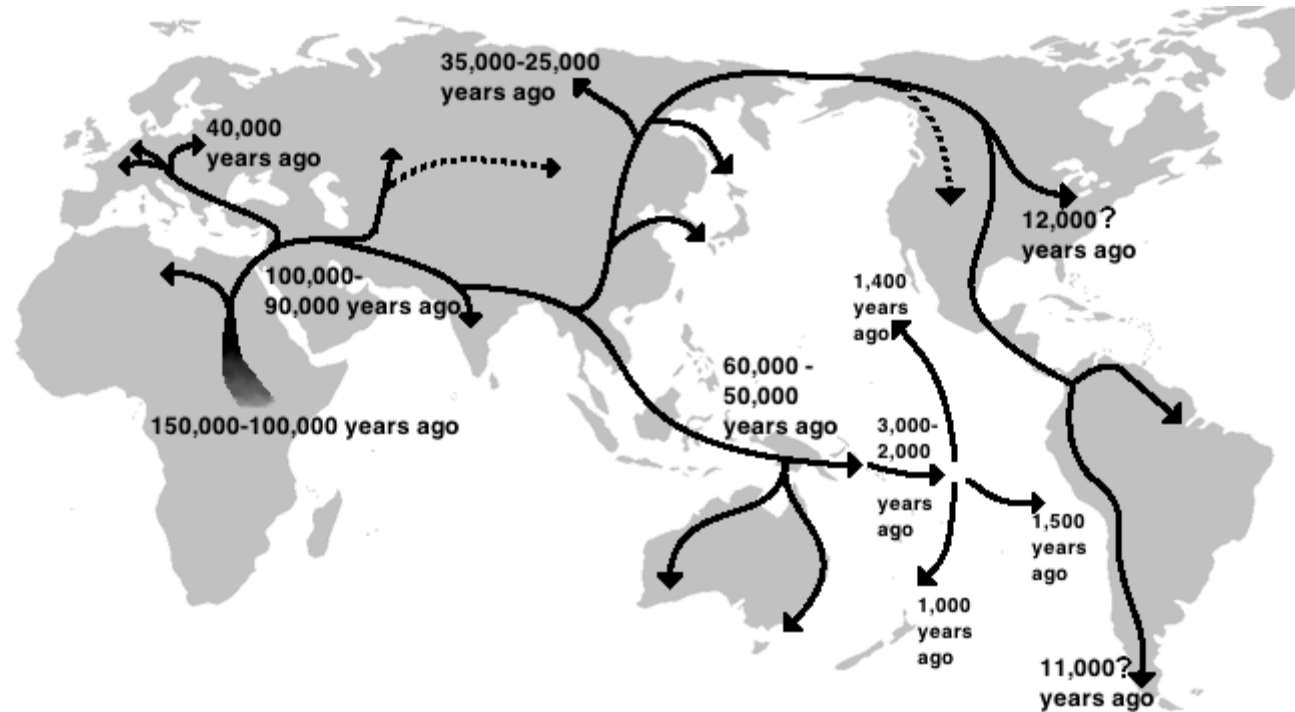 35,000-25,000
years ago
40,000
years ago
12,000?
years ago
100,000-
90,000 years ago
1,400
years
ago
60,000 -
50,000
years ago
150,000-100,000 years ago
3,000-
2,000
years
ago
1,500
years
ago
1,000
years
ago
11,000?
years ago